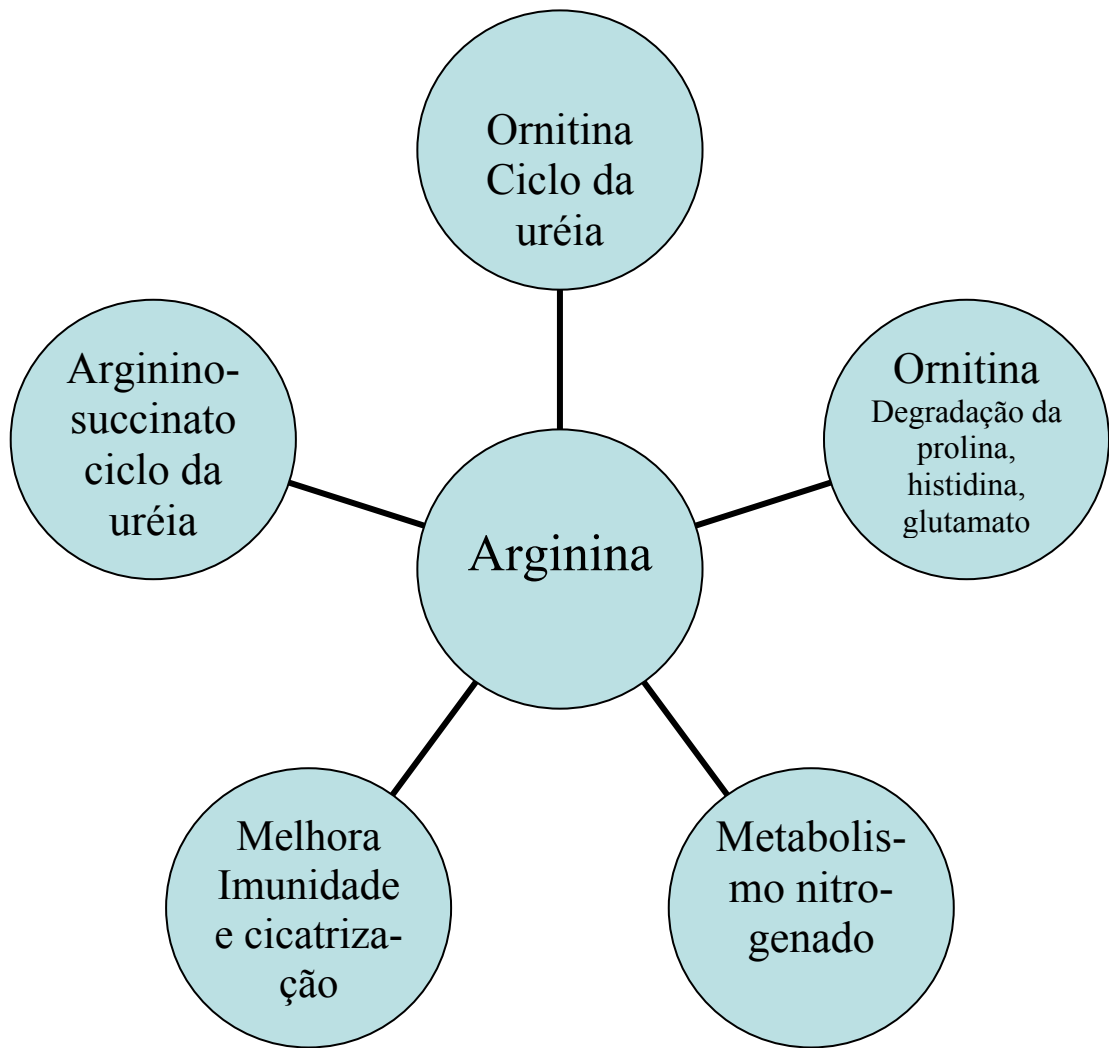 Ornitina
Ciclo da
uréia
Arginino-
succinato
ciclo da
uréia
Ornitina
Degradação da
prolina,
histidina,
glutamato
Arginina
Melhora
Imunidade
e cicatriza-
ção
Metabolis-
mo nitro-
genado